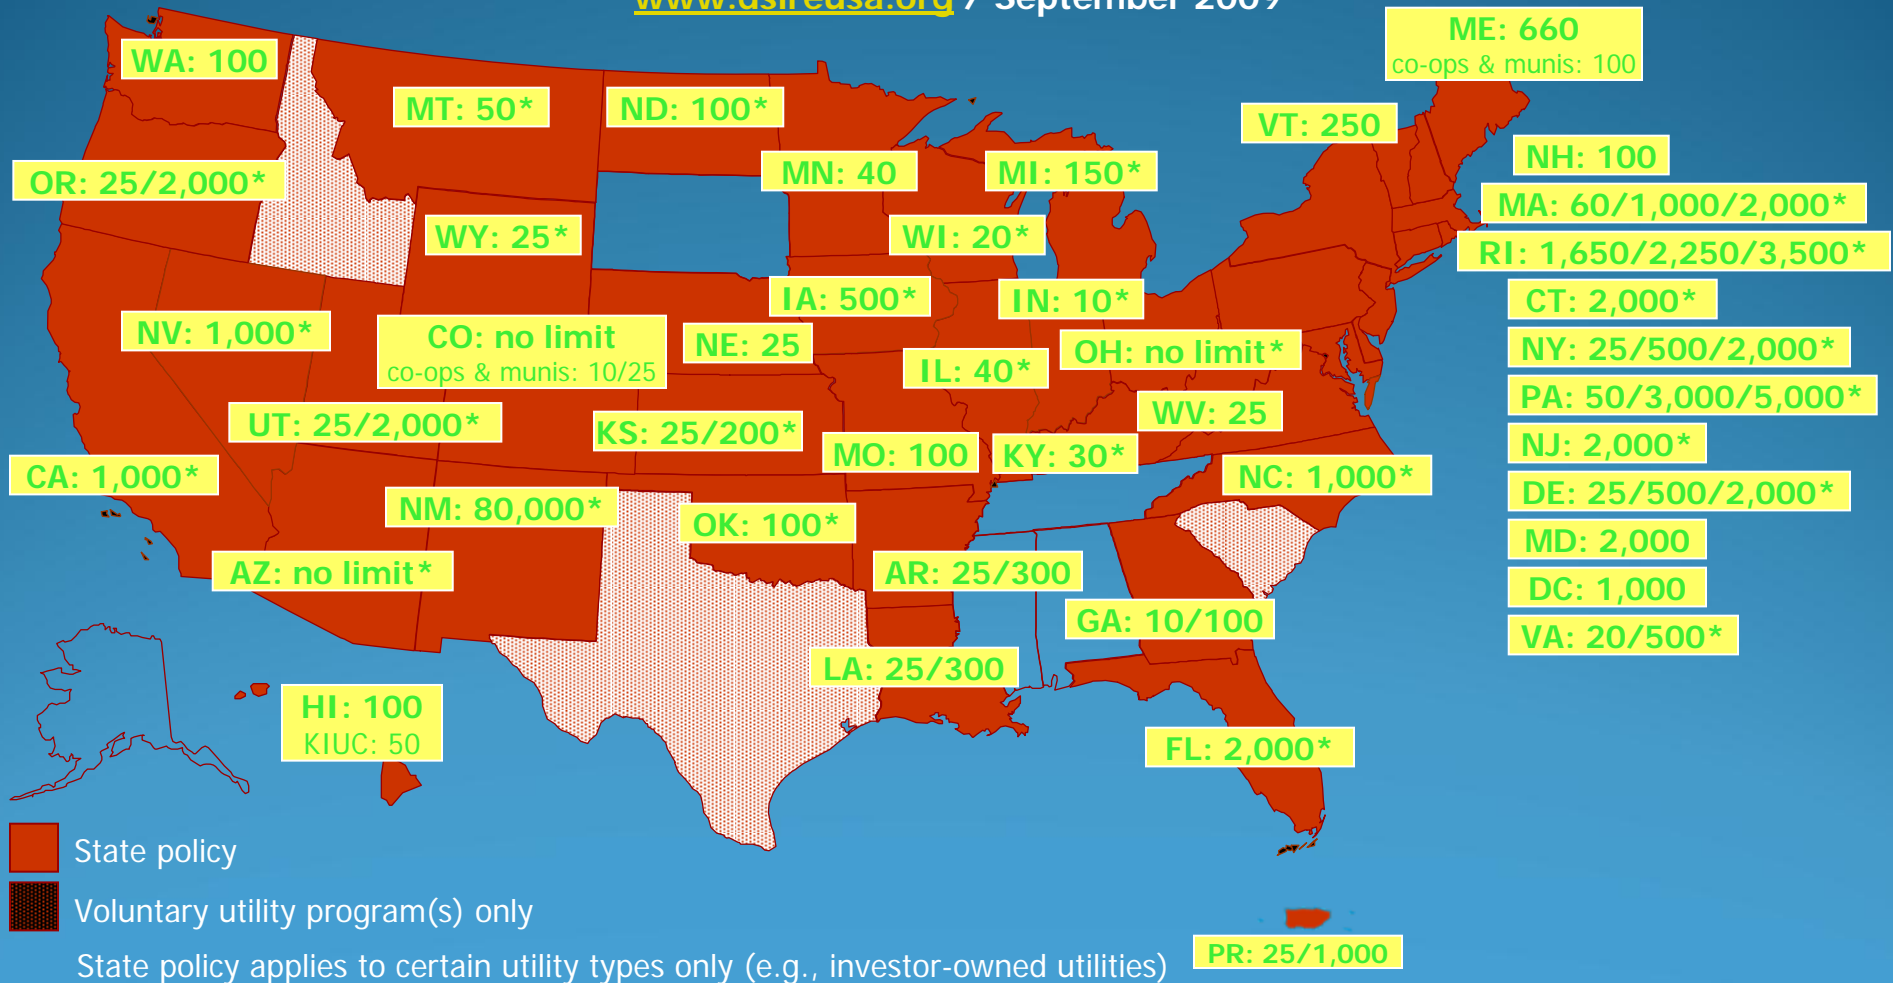 www.dsireusa.org / September 2009
WA: 100
MT: 50*
ND: 100*
ME: 660
co-ops & munis: 100
VT: 250
NH: 100
OR: 25/2,000*
MN: 40
MI: 150*
MA: 60/1,000/2,000*
WY: 25*
WI: 20*
RI: 1,650/2,250/3,500*
IA: 500*
IN: 10*
CT: 2,000*
NV: 1,000*
CO: no limit
co-ops & munis: 10/25
NE: 25
OH: no limit*
NY: 25/500/2,000*
IL: 40*
PA: 50/3,000/5,000*
UT: 25/2,000*
KS: 25/200*
WV: 25
NJ: 2,000*
MO: 100
KY: 30*
CA: 1,000*
NC: 1,000*
DE: 25/500/2,000*
NM: 80,000*
OK: 100*
MD: 2,000
AZ: no limit*
AR: 25/300
DC: 1,000
GA: 10/100
VA: 20/500*
LA: 25/300
HI: 100
KIUC: 50
FL: 2,000*
State policy
Voluntary utility program(s) only
PR: 25/1,000
State policy applies to certain utility types only (e.g., investor-owned utilities)